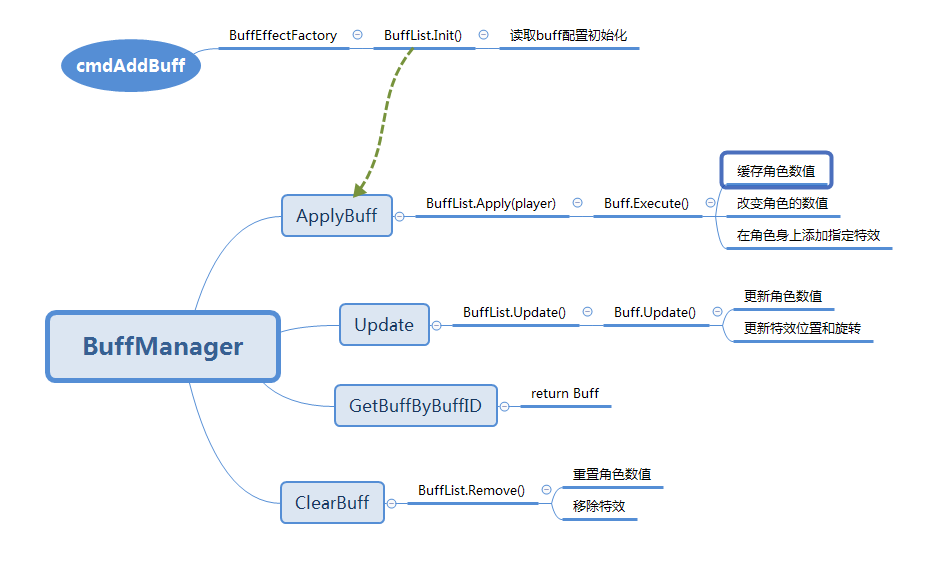 cmdAddBuff
BuffEffectFactory
BuffList.Init()
读取buff配置初始化
BuffManager
ApplyBuff
BuffList.Apply(player)
Buff.Execute()
缓存角色数值
改变角色的数值
在角色身上添加指定特效
Update
BuffList.Update()
Buff.Update()
更新角色数值
更新特效位置和旋转
GetBuffByBuffID
return Buff
ClearBuff
BuffList.Remove()
重置角色数值
移除特效